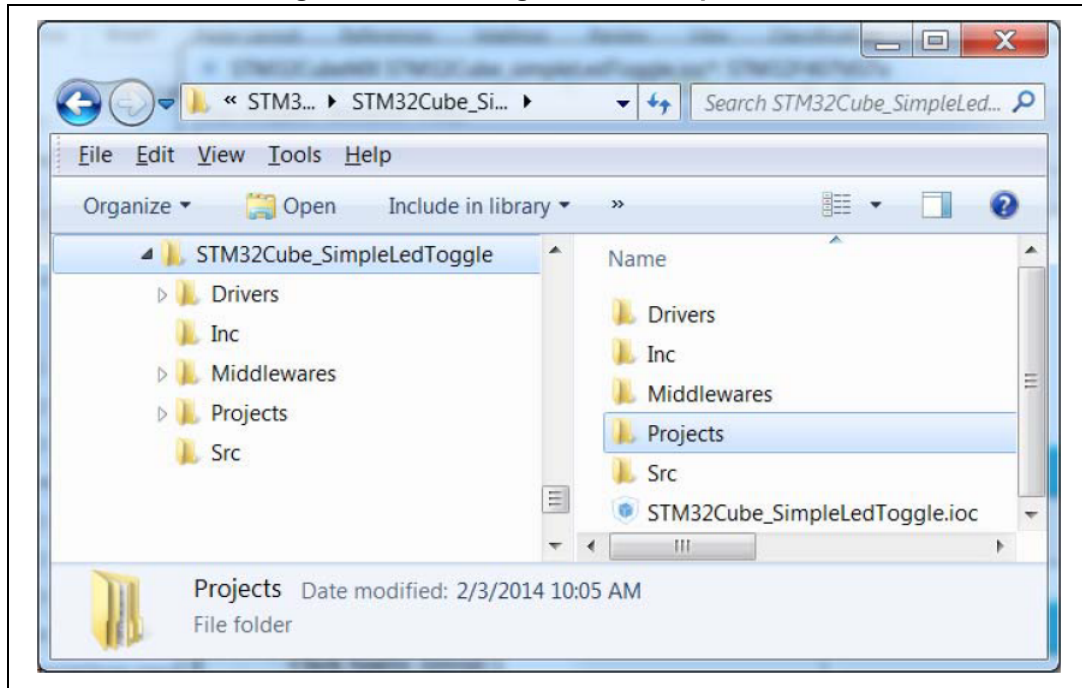 « STM3... ▸ STM32Cube_Si... ▸ Search STM32Cube_SimpleLed...
File Edit View Tools Help
Organize Open Include in library »
STM32Cube_SimpleLedToggle
Drivers
Inc
Middlewares
Projects
Src
Name
Drivers
Inc
Middlewares
Projects
Src
STM32Cube_SimpleLedToggle.ioc
Projects Date modified: 2/3/2014 10:05 AM
File folder